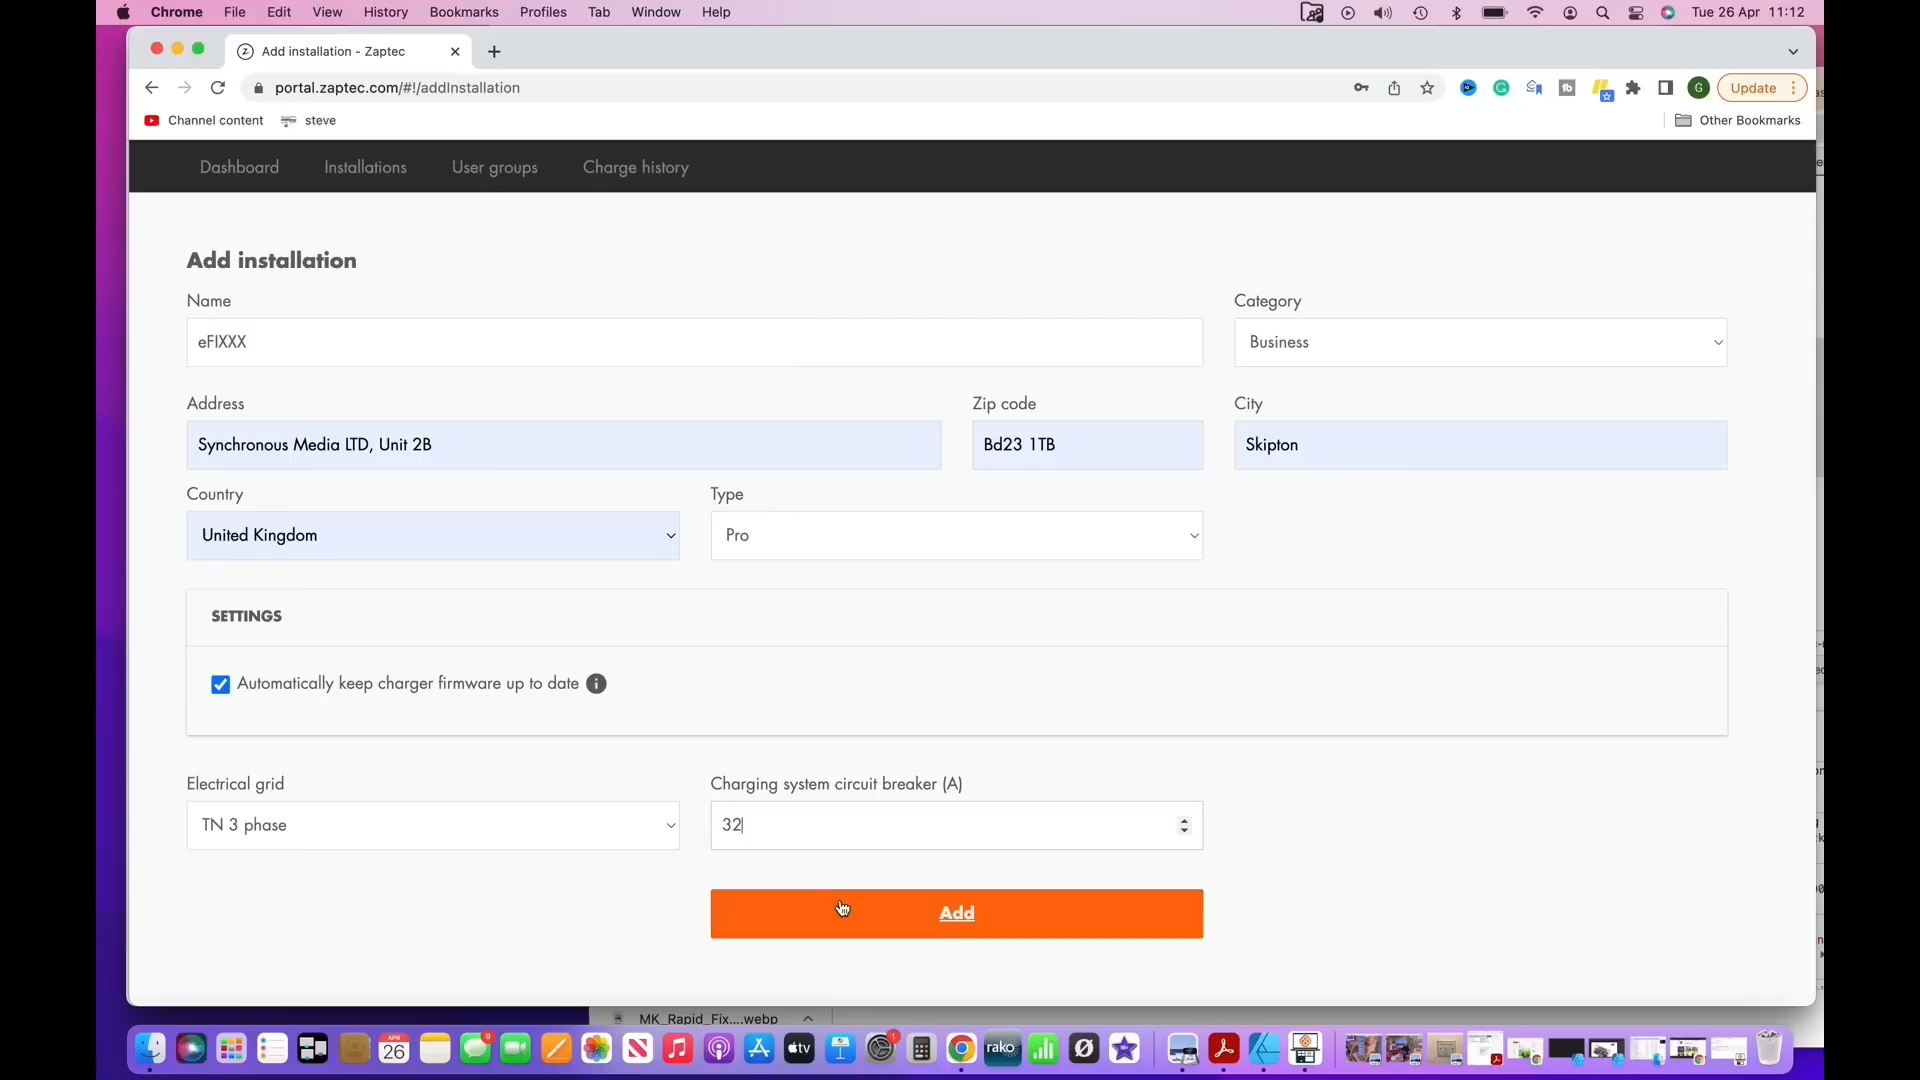 Chrome File Edit View History Bookmarks Profiles Tab Window Help Tue 26 Apr 11:12
Add installation - Zaptec
portal.zaptec.com/#!/addInstallation G Update
Channel content steve Other Bookmarks
Dashboard Installations User groups Charge history
Add installation
Name Category
eFIXXX Business
Address Zip code City
Synchronous Media LTD, Unit 2B Bd23 1TB Skipton
Country Type
United Kingdom Pro
SETTINGS
Automatically keep charger firmware up to date
Electrical grid Charging system circuit breaker (A)
TN 3 phase 32
Add
MK_Rapid_Fix....webp
APR
26 9 tv 1 rako